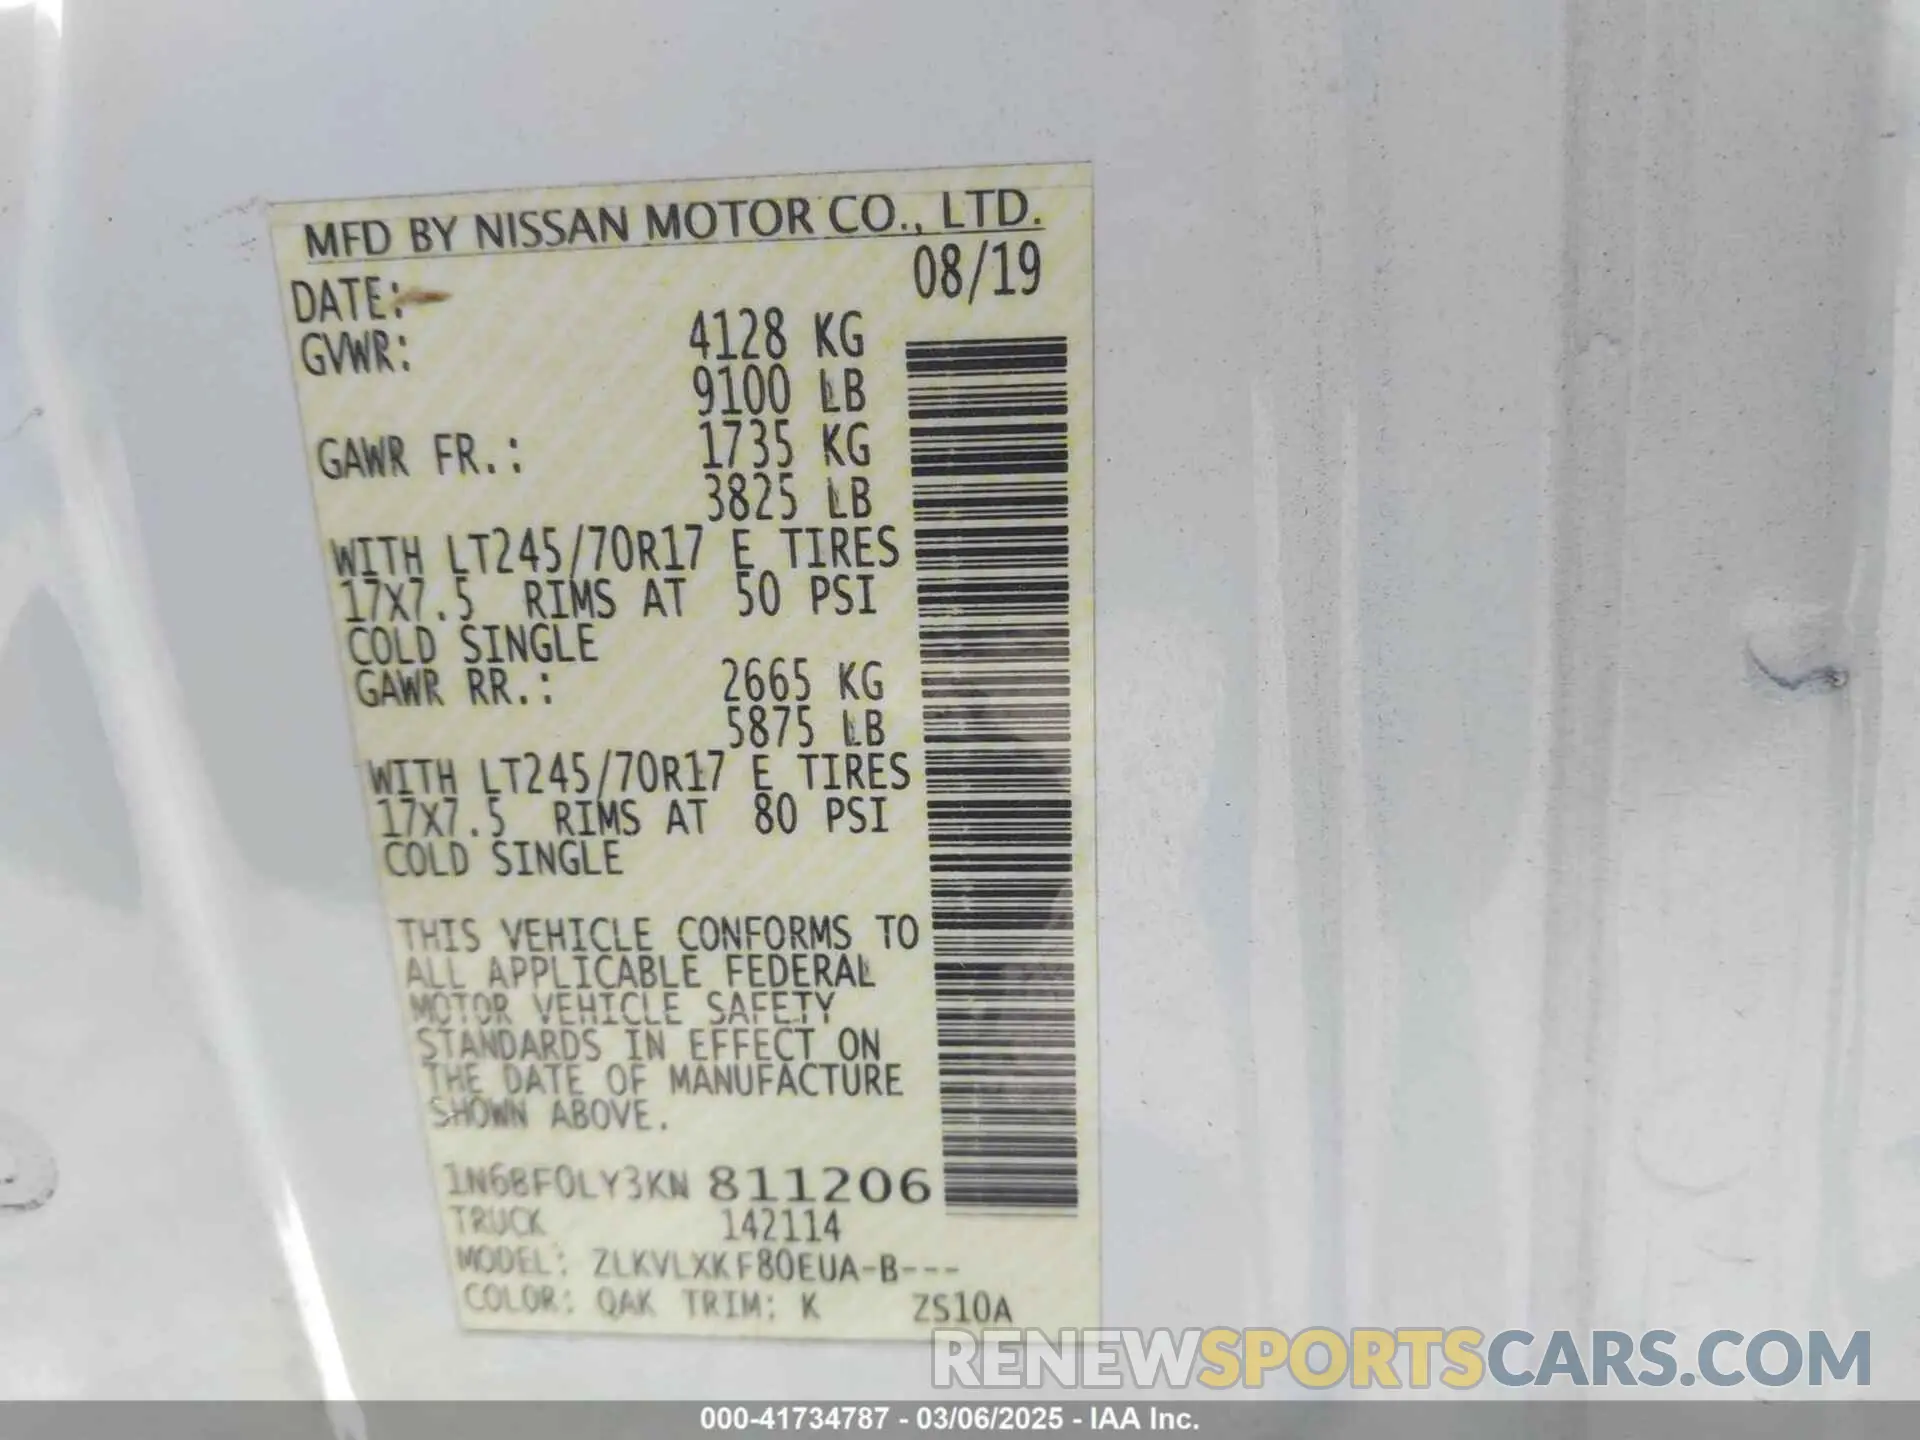 MFD BY NISSAN MOTOR CO., LTD.
DATE: 08/19
GVWR: 4128 KG
9100 LB
GAWR FR.: 1735 KG
3825 LB
WITH LT245/70R17 E TIRES
17X7.5 RIMS AT 50 PSI
COLD SINGLE
GAWR RR.: 2665 KG
5875 LB
WITH LT245/70R17 E TIRES
17X7.5 RIMS AT 80 PSI
COLD SINGLE
THIS VEHICLE CONFORMS TO
ALL APPLICABLE FEDERAL
MOTOR VEHICLE SAFETY
STANDARDS IN EFFECT ON
THE DATE OF MANUFACTURE
SHOWN ABOVE.
1N6BF0LY3KN 811206
TRUCK 142114
MODEL: ZLKVLXKF80EUA-B---
COLOR: QAK TRIM: K ZS10A
RENEWSPORTSCARS.COM
000-41734787 - 03/06/2025 - IAA Inc.